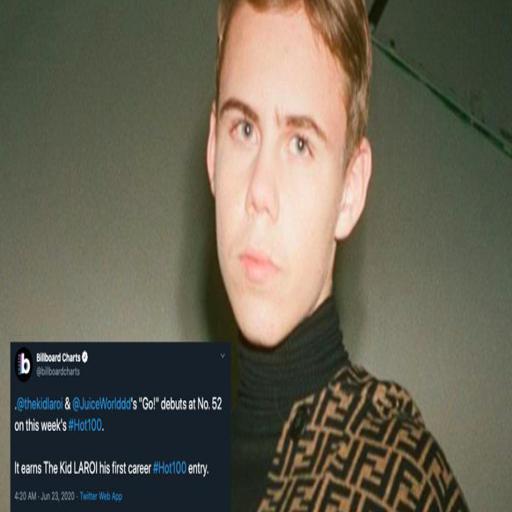 Billboard Charts
@billboardcharts
.@thekidlaroi & @JuiceWorlddd's "Go!" debuts at No. 52
on this week's #Hot100.
It earns The Kid LAROI his first career #Hot100 entry.
4:20 AM · Jun 23, 2020 · Twitter Web App